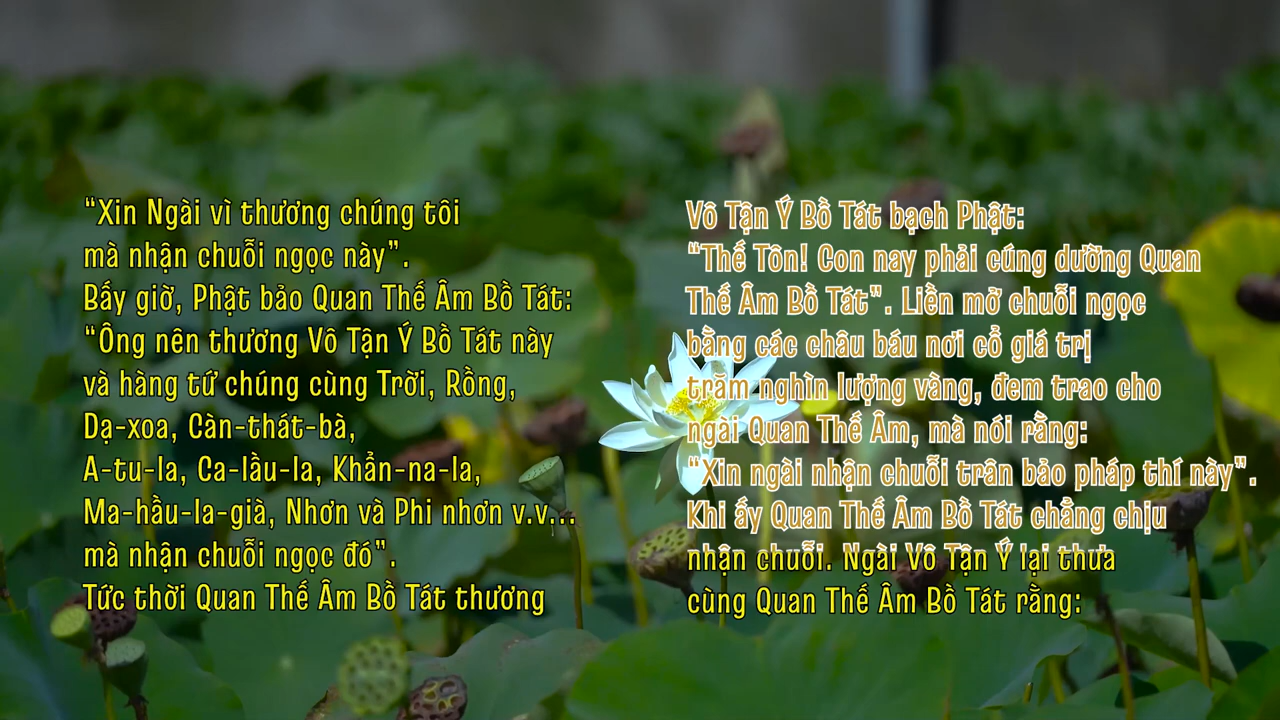 “Xin Ngài vì thương chúng tôi
mà nhận chuỗi ngọc này”.
Bấy giờ, Phật bảo Quan Thế Âm Bồ Tát:
“Ông nên thương Vô Tận Ý Bồ Tát này
và hàng tứ chúng cùng Trời, Rồng,
Dạ-xoa, Càn-thát-bà,
A-tu-la, Ca-lầu-la, Khẩn-na-la,
Ma-hầu-la-già, Nhơn và Phi nhơn v.v...
mà nhận chuỗi ngọc đó”.
Tức thời Quan Thế Âm Bồ Tát thương
Vô Tận Ý Bồ Tát bạch Phật:
“Thế Tôn! Con nay phải cúng dường Quan
Thế Âm Bồ Tát”. Liền mở chuỗi ngọc
bằng các châu báu nơi cổ giá trị
trăm nghìn lượng vàng, đem trao cho
ngài Quan Thế Âm, mà nói rằng:
“Xin ngài nhận chuỗi trân bảo pháp thí này”.
Khi ấy Quan Thế Âm Bồ Tát chẳng chịu
nhận chuỗi. Ngài Vô Tận Ý lại thưa
cùng Quan Thế Âm Bồ Tát rằng: